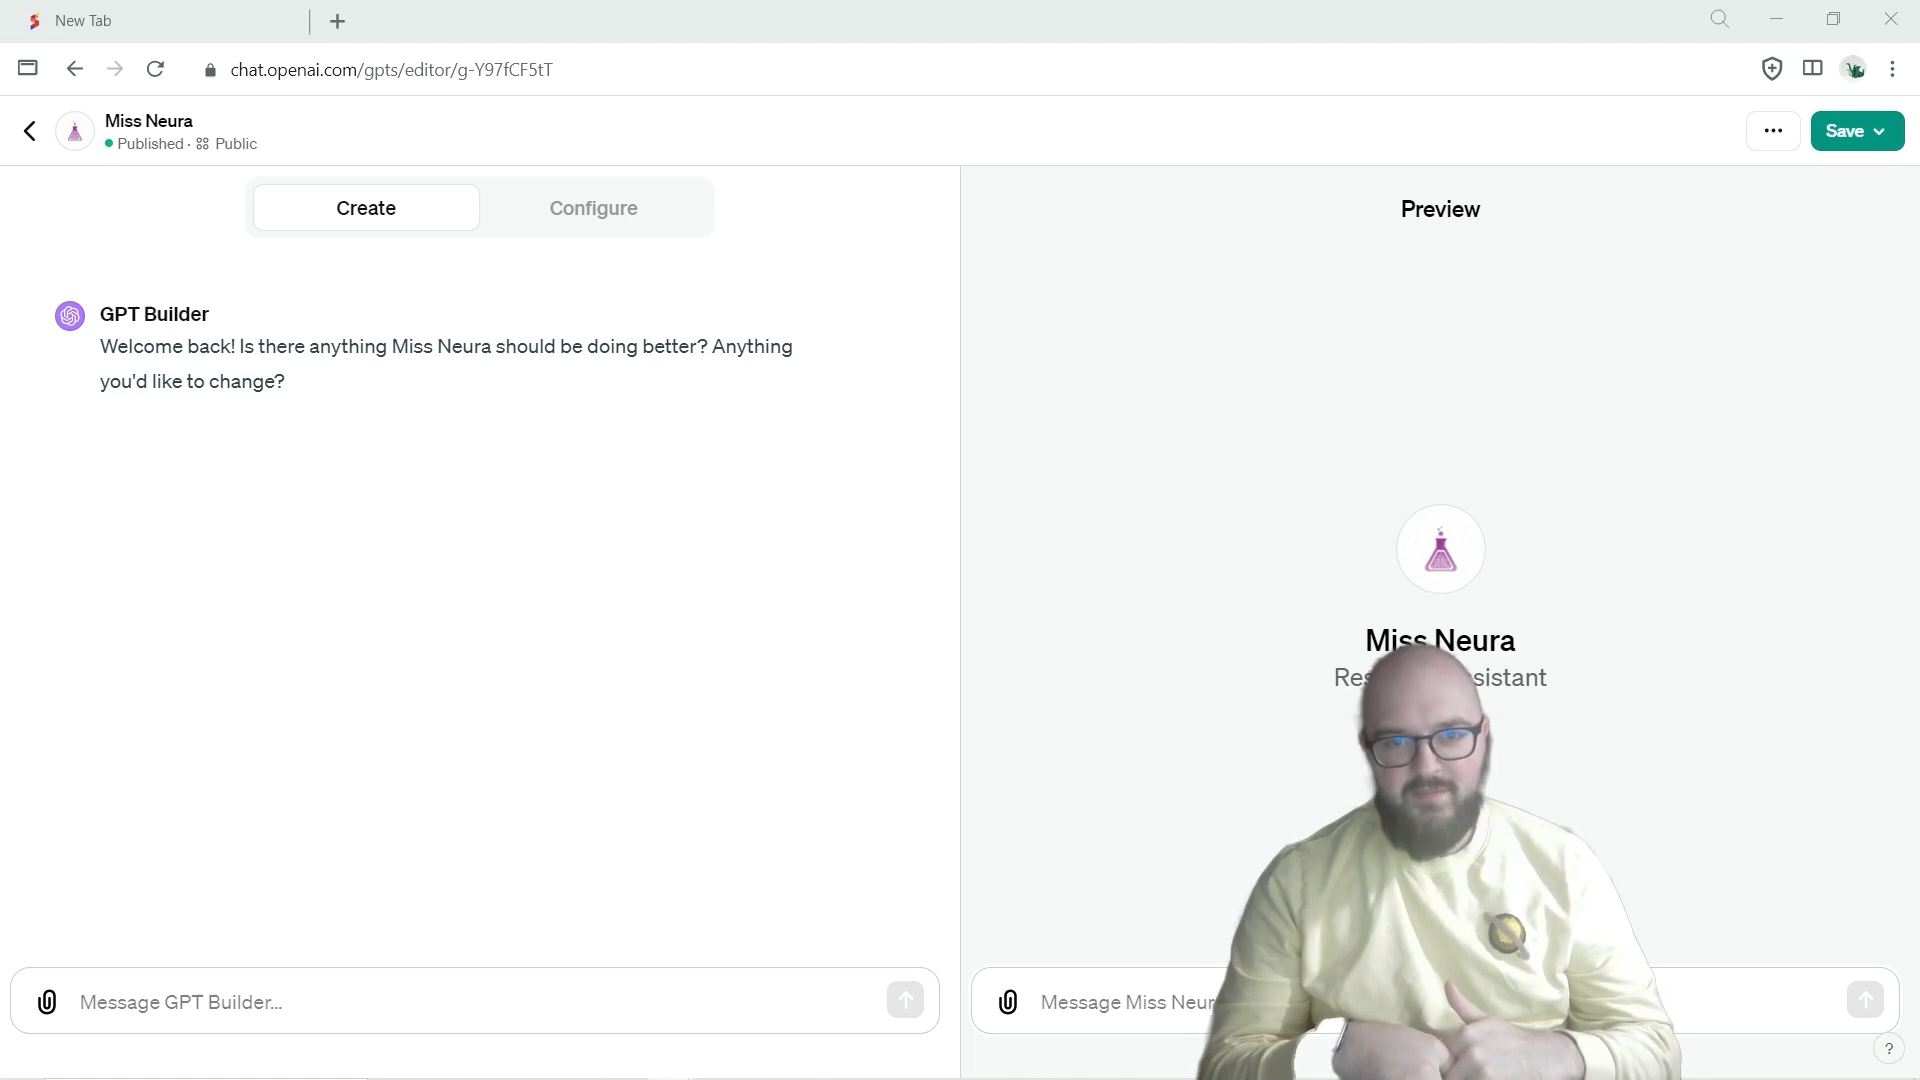 New Tab
chat.openai.com/gpts/editor/g-Y97fCF5tT
Miss Neura
Published · Public
Save
Create
Configure
Preview
GPT Builder
Welcome back! Is there anything Miss Neura should be doing better? Anything
you'd like to change?
Miss Neura
Message GPT Builder...
Message Miss
?